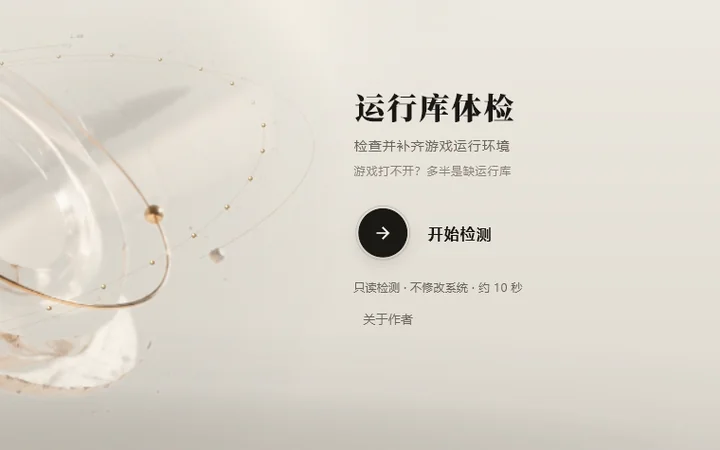 运行库体检
检查并补齐游戏运行环境
游戏打不开？多半是缺运行库
开始检测
只读检测 · 不修改系统 · 约 10 秒
关于作者